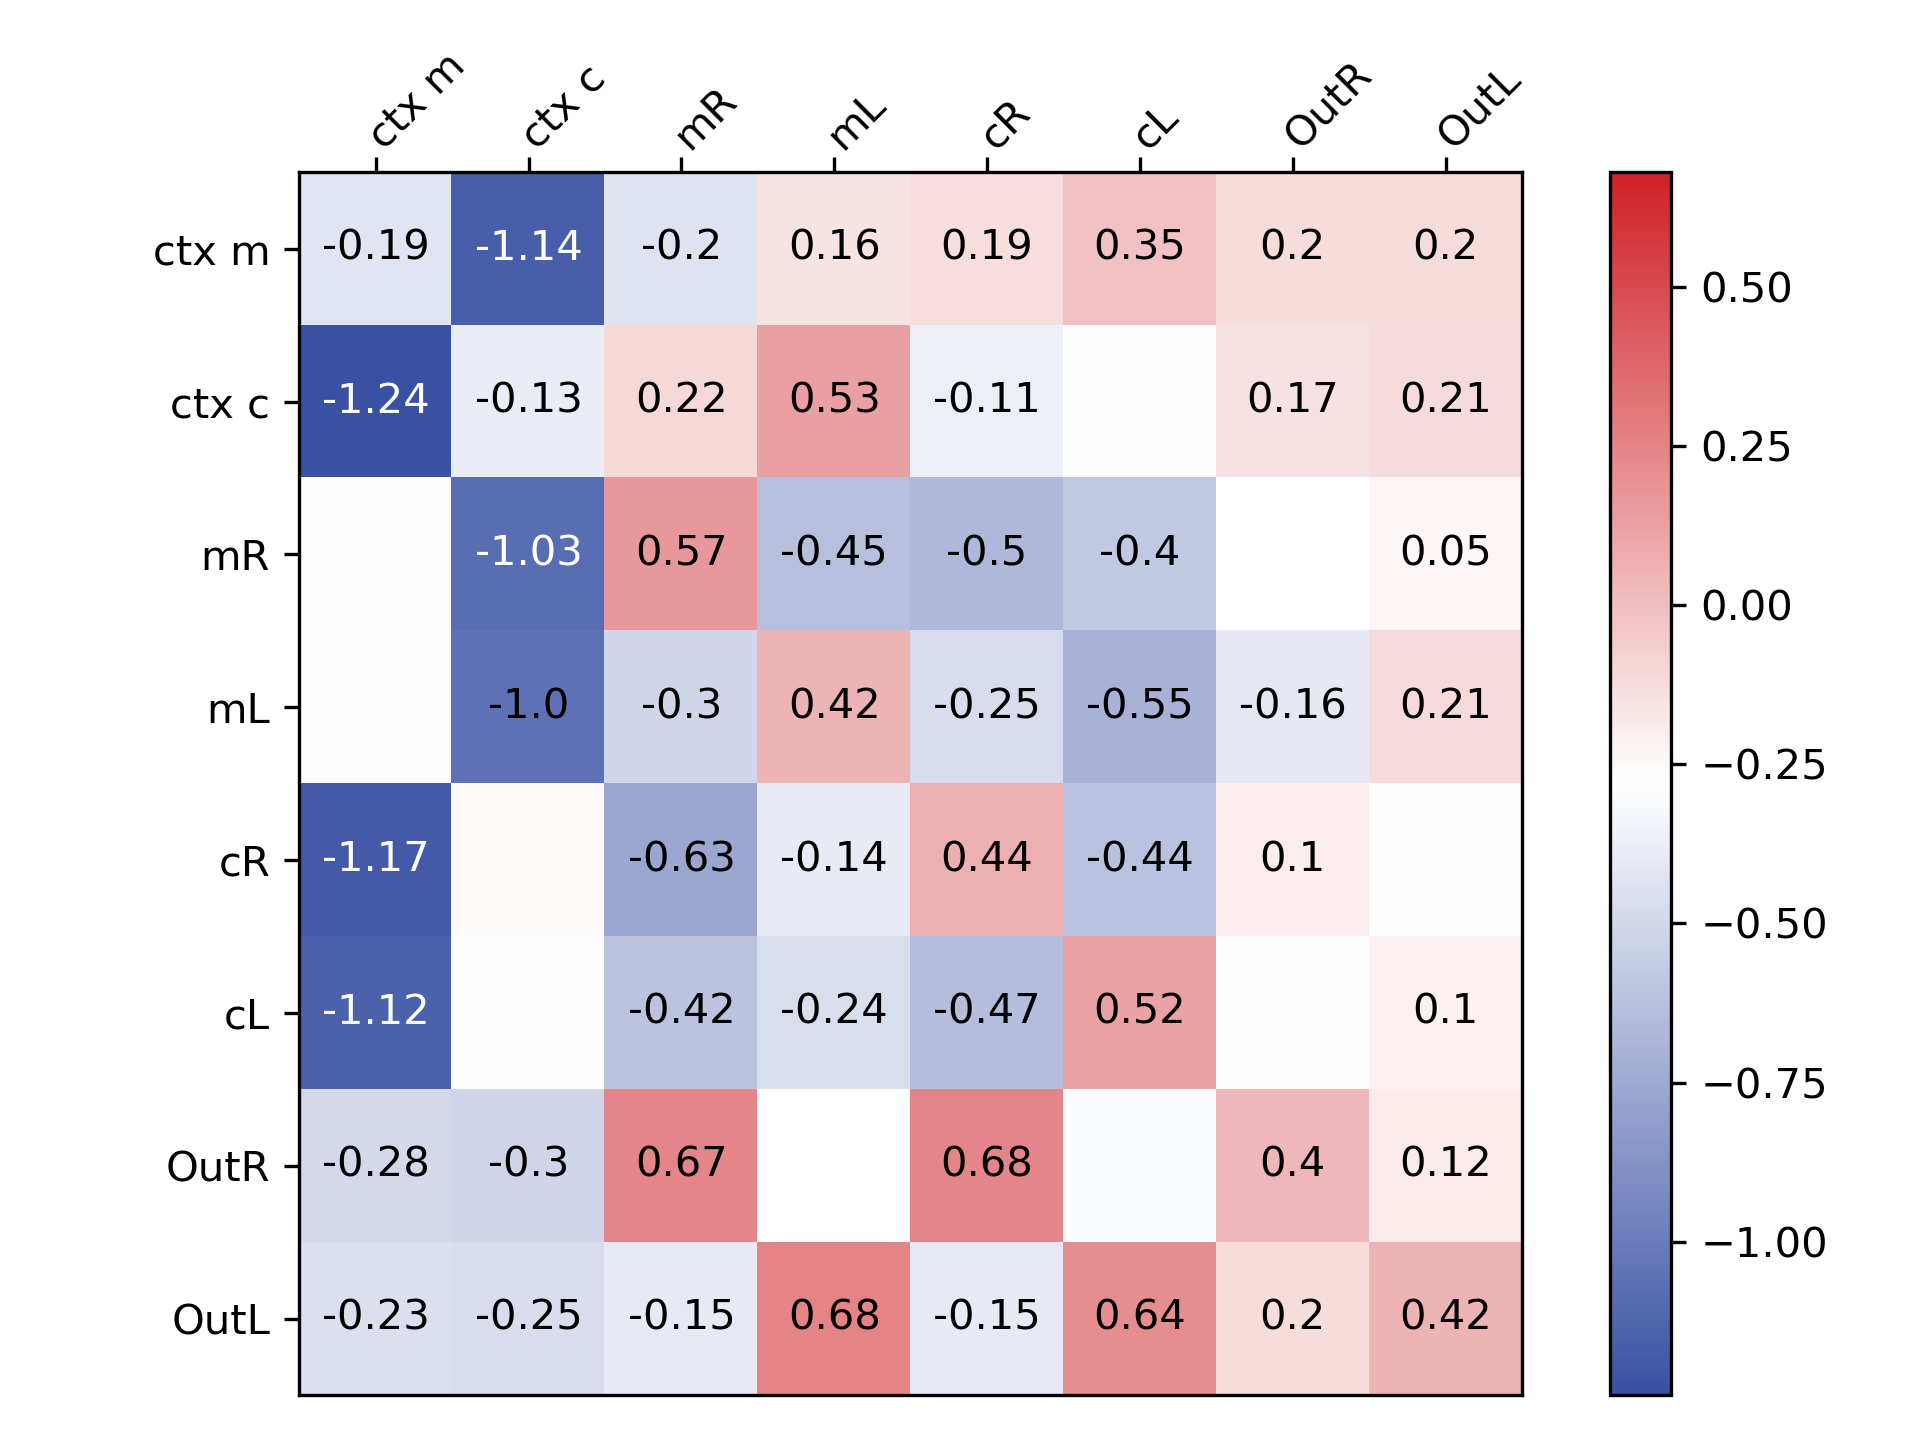 ctx m ctx c mR mL cR cL OutR OutL
ctx m -0.19 -1.14 -0.2 0.16 0.19 0.35 0.2 0.2
ctx c -1.24 -0.13 0.22 0.53 -0.11 0.17 0.21
mR -1.03 0.57 -0.45 -0.5 -0.4 0.05
mL -1.0 -0.3 0.42 -0.25 -0.55 -0.16 0.21
cR -1.17 -0.63 -0.14 0.44 -0.44 0.1
cL -1.12 -0.42 -0.24 -0.47 0.52 0.1
OutR -0.28 -0.3 0.67 0.68 0.4 0.12
OutL -0.23 -0.25 -0.15 0.68 -0.15 0.64 0.2 0.42
0.50
0.25
0.00
−0.25
−0.50
−0.75
−1.00